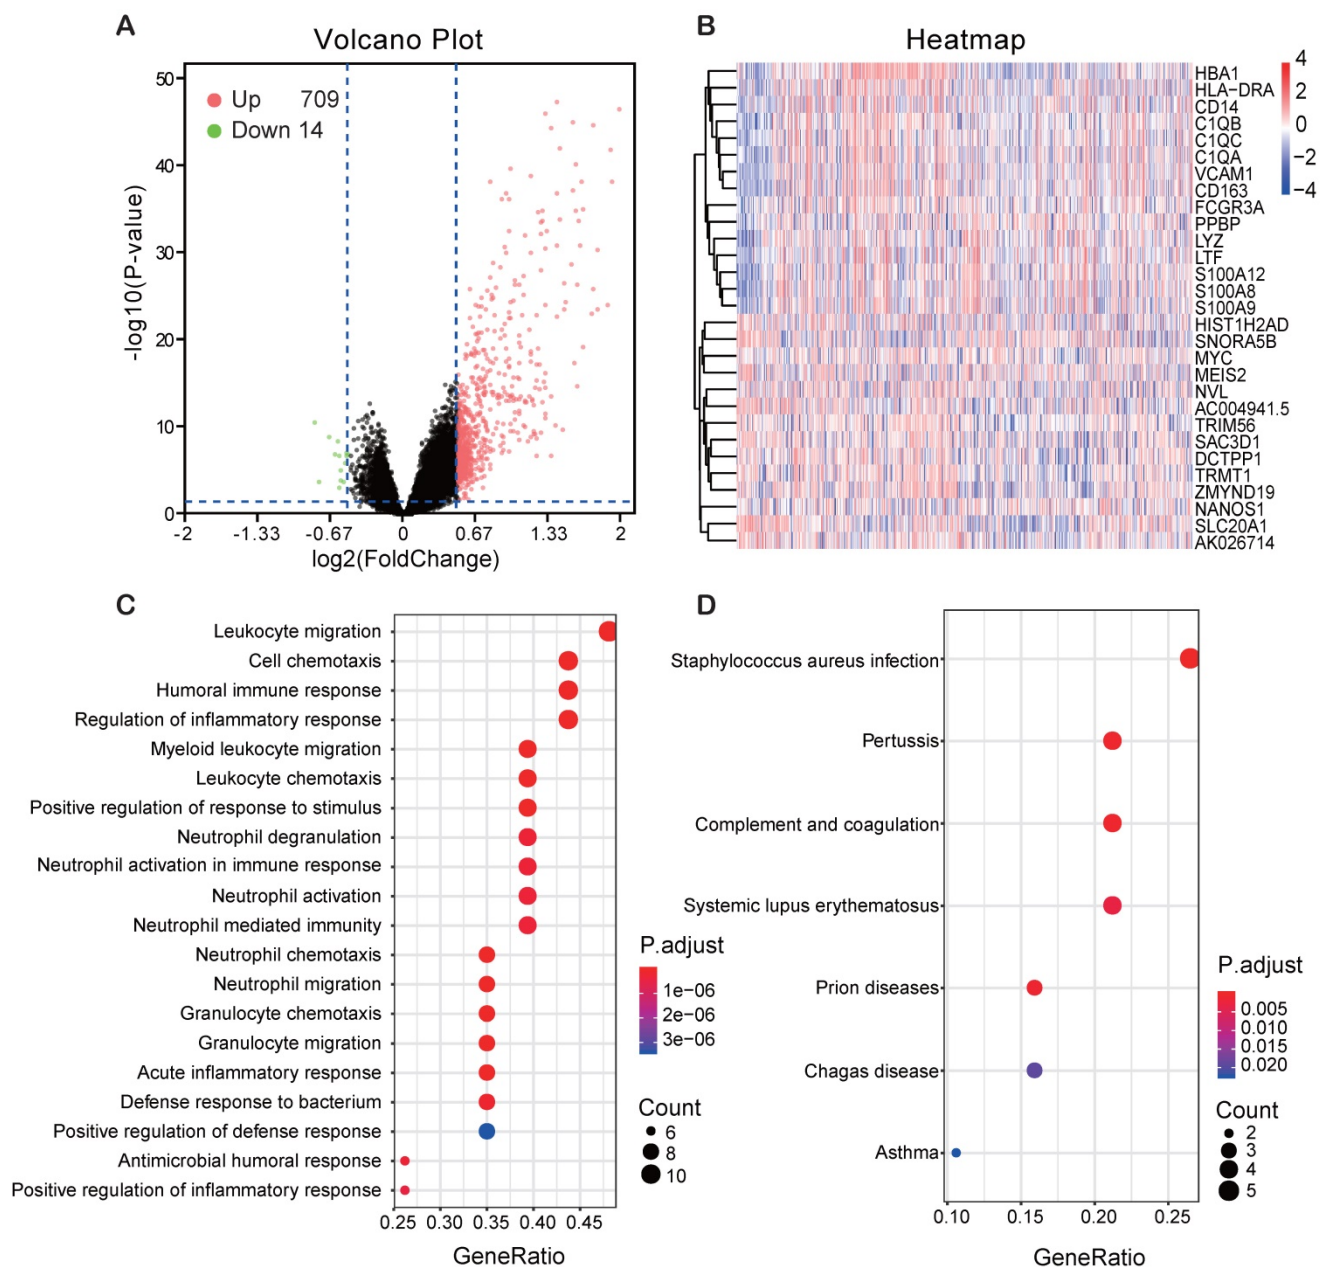 A
Volcano Plot
50
40
30
20
10
0
-log10(P-value)
Up 709
Down 14
-2
-1.33
-0.667
0
0.67
1.33
2
log2(FoldChange)
B
Heatmap
HBA1
HLA−DRA
CD14
C1QB
C1QC
C1QA
VCAM1
CD163
FCGR3A
PPBP
LYZ
LTF
S100A12
S100A8
S100A9
HIST1H2AD
SNORA5B
MYC
MEIS2
NVL
AC004941.5
TRIM56
SAC3D1
DCTPP1
TRMT1
ZMYND19
NANOS1
SLC20A1
AK026714
4
2
0
−2
−4
C
Leukocyte migration
Cell chemotaxis
Humoral immune response
Regulation of inflammatory response
Myeloid leukocyte migration
Leukocyte chemotaxis
Positive regulation of response to stimulus
Neutrophil degranulation
Neutrophil activation in immune response
Neutrophil activation
Neutrophil mediated immunity
Neutrophil chemotaxis
Neutrophil migration
Granulocyte chemotaxis
Granulocyte migration
Acute inflammatory response
Defense response to bacterium
Positive regulation of defense response
Antimicrobial humoral response
Positive regulation of inflammatory response
0.25 0.30 0.35 0.40 0.45
GeneRatio
P.adjust
1e−06
2e−06
3e−06
Count
6
8
10
D
Staphylococcus aureus infection
Pertussis
Complement and coagulation
Systemic lupus erythematosus
Prion diseases
Chagas disease
Asthma
0.10
0.15
0.20
0.25
GeneRatio
P.adjust
0.005
0.010
0.015
0.020
Count
2
3
4
5